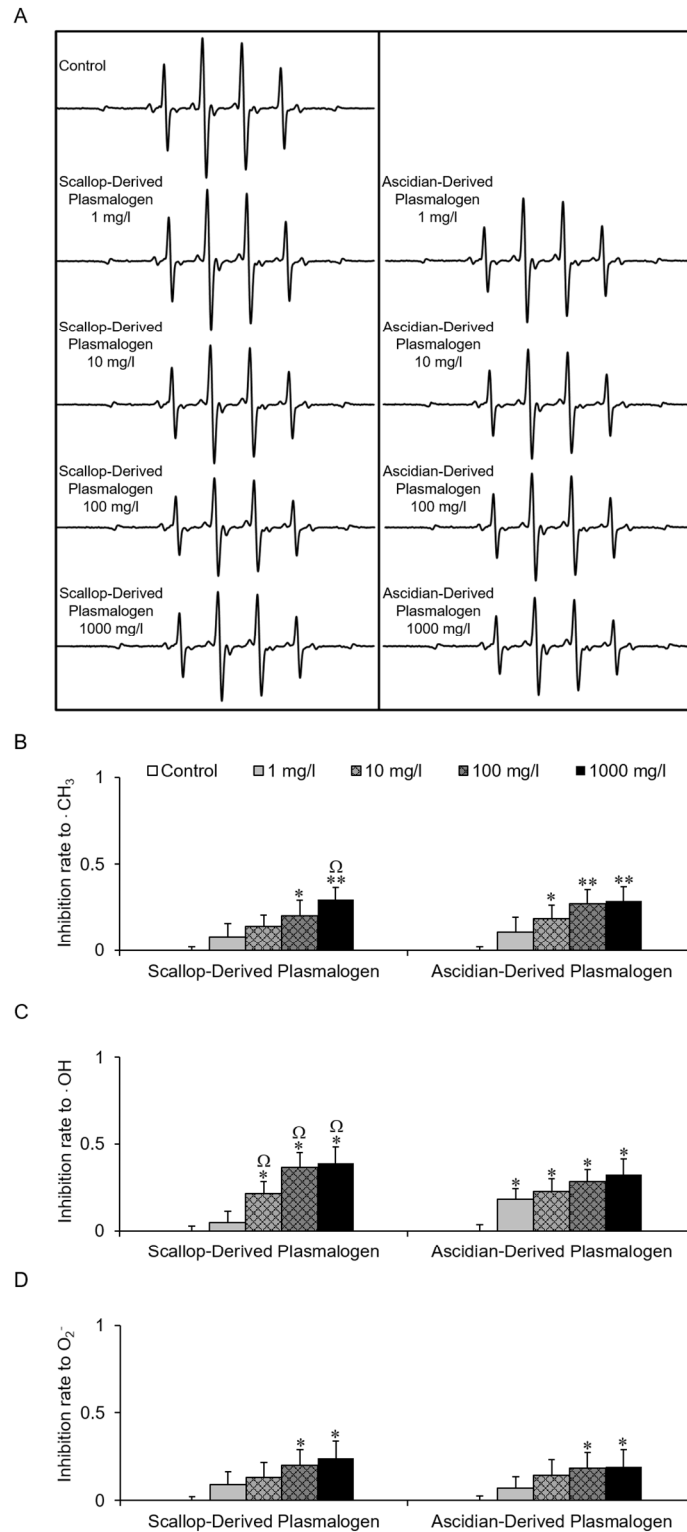 A
Control
Scallop-Derived
Plasmalogen
1 mg/l
Ascidian-Derived
Plasmalogen
1 mg/l
Scallop-Derived
Plasmalogen
10 mg/l
Ascidian-Derived
Plasmalogen
10 mg/l
Scallop-Derived
Plasmalogen
100 mg/l
Ascidian-Derived
Plasmalogen
100 mg/l
Scallop-Derived
Plasmalogen
1000 mg/l
Ascidian-Derived
Plasmalogen
1000 mg/l
B
Inhibition rate to ·CH₃
1
0.5
0
Control 1 mg/l 10 mg/l 100 mg/l 1000 mg/l
* ** Ω * ** **
Scallop-Derived Plasmalogen Ascidian-Derived Plasmalogen
C
Inhibition rate to ·OH
1
0.5
0
Ω Ω Ω
* * * * * * *
Scallop-Derived Plasmalogen Ascidian-Derived Plasmalogen
D
Inhibition rate to O₂⁻
1
0.5
0
* * * *
Scallop-Derived Plasmalogen Ascidian-Derived Plasmalogen